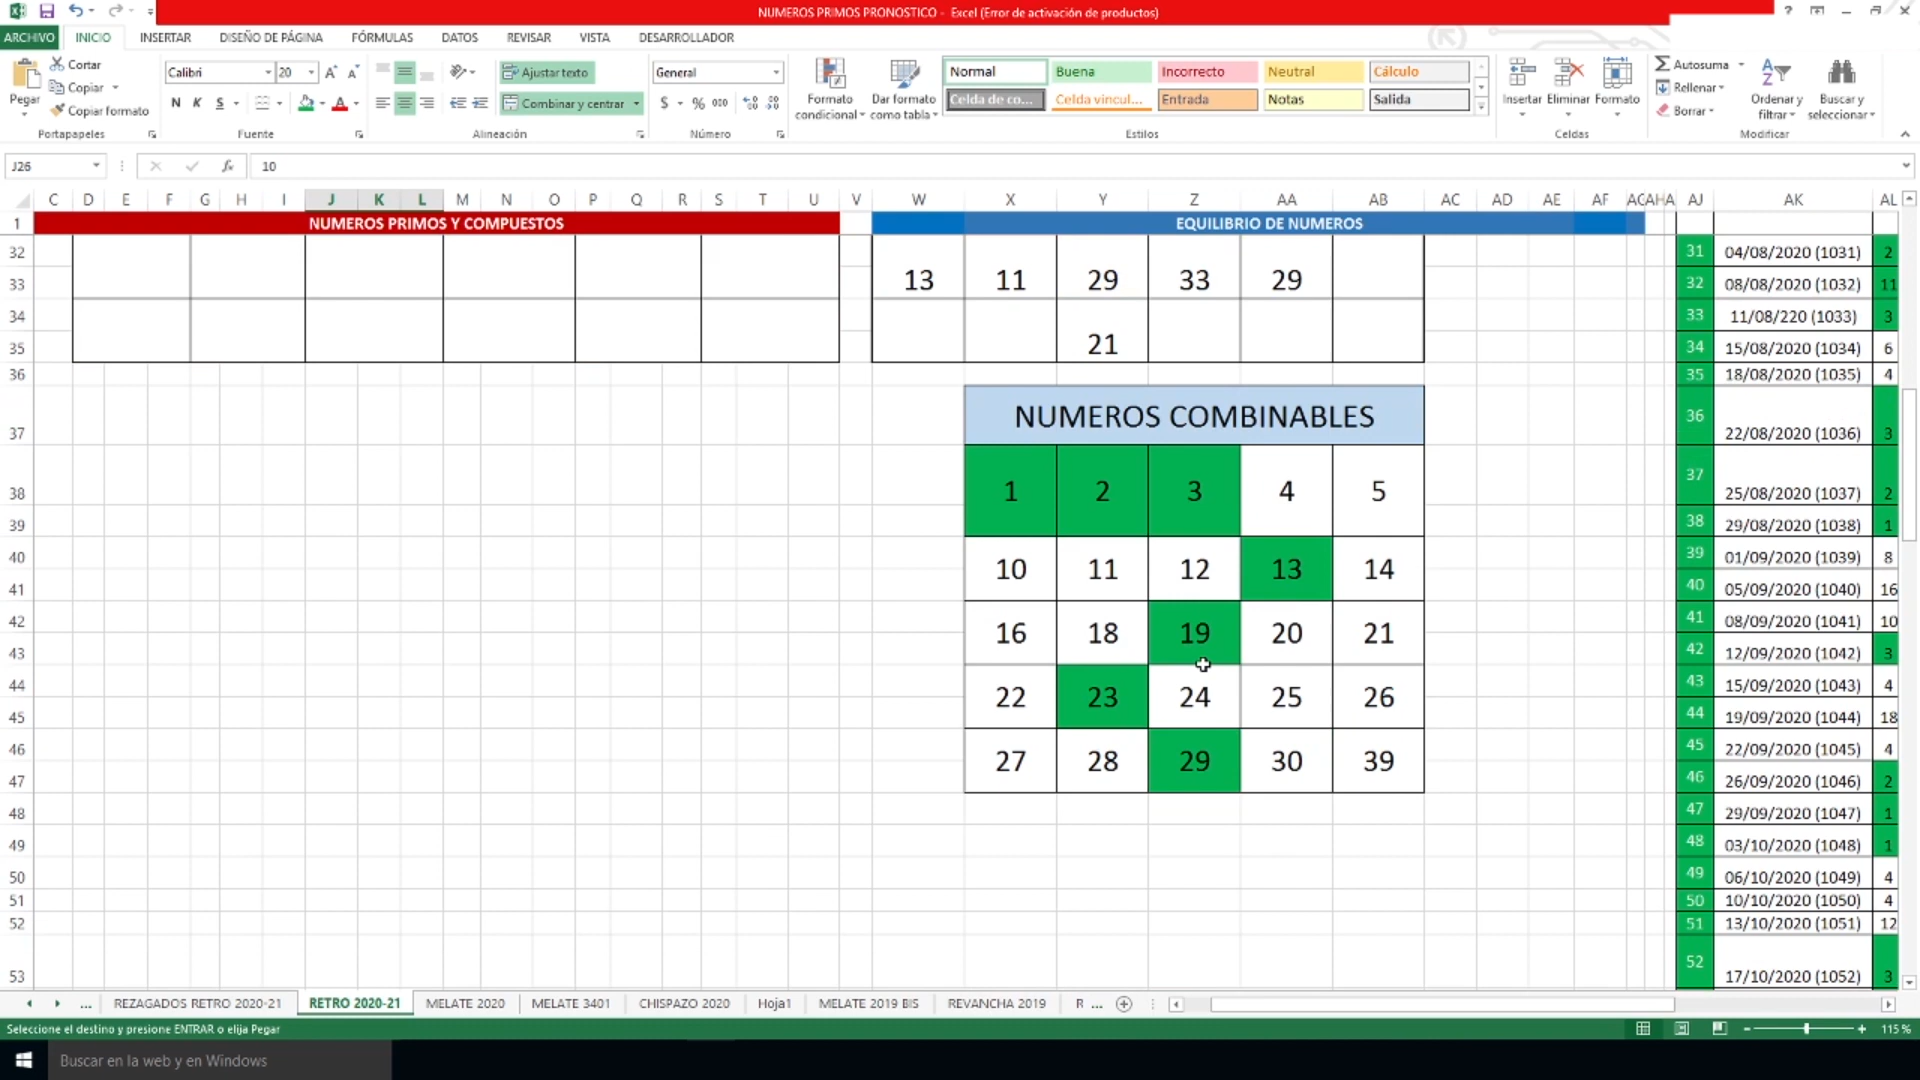 NUMEROS PRIMOS PRONOSTICO - Excel (Error de activación de productos)
ARCHIVO INICIO INSERTAR DISEÑO DE PÁGINA FÓRMULAS DATOS REVISAR VISTA DESARROLLADOR
Pegar Cortar Copiar Copiar formato
Portapapeles
Calibri 20
N K S
Fuente
Ajustar texto
Combinar y centrar
Alineación
General
$ % 000
Número
Formato condicional Dar formato como tabla
Normal Buena Incorrecto Neutral Cálculo
Celda de co... Celda vincul... Entrada Notas Salida
Estilos
Insertar Eliminar Formato
Celdas
Autosuma Rellenar Borrar
Ordenar y filtrar Buscar y seleccionar
Modificar
J26 fx 10
C D E F G H I J K L M N O P Q R S T U V W X Y Z AA AB AC AD AE AF AG AH AJ AK AL
1 NUMEROS PRIMOS Y COMPUESTOS EQUILIBRIO DE NUMEROS
32 31 04/08/2020 (1031) 2
33 13 11 29 33 29 32 08/08/2020 (1032) 11
34 33 11/08/220 (1033) 3
35 21 34 15/08/2020 (1034) 6
36 35 18/08/2020 (1035) 4
37 NUMEROS COMBINABLES 36 22/08/2020 (1036) 3
38 1 2 3 4 5 37 25/08/2020 (1037) 2
39 38 29/08/2020 (1038) 1
40 10 11 12 13 14 39 01/09/2020 (1039) 8
41 40 05/09/2020 (1040) 16
42 16 18 19 20 21 41 08/09/2020 (1041) 10
43 42 12/09/2020 (1042) 3
44 22 23 24 25 26 43 15/09/2020 (1043) 4
45 44 19/09/2020 (1044) 18
46 27 28 29 30 39 45 22/09/2020 (1045) 4
47 46 26/09/2020 (1046) 2
48 47 29/09/2020 (1047) 1
49 48 03/10/2020 (1048) 1
50 49 06/10/2020 (1049) 4
51 50 10/10/2020 (1050) 4
52 51 13/10/2020 (1051) 12
53 52 17/10/2020 (1052) 3
... REZAGADOS RETRO 2020-21 RETRO 2020-21 MELATE 2020 MELATE 3401 CHISPAZO 2020 Hoja1 MELATE 2019 BIS REVANCHA 2019 R ...
Seleccione el destino y presione ENTRAR o elija Pegar 115 %
Buscar en la web y en Windows